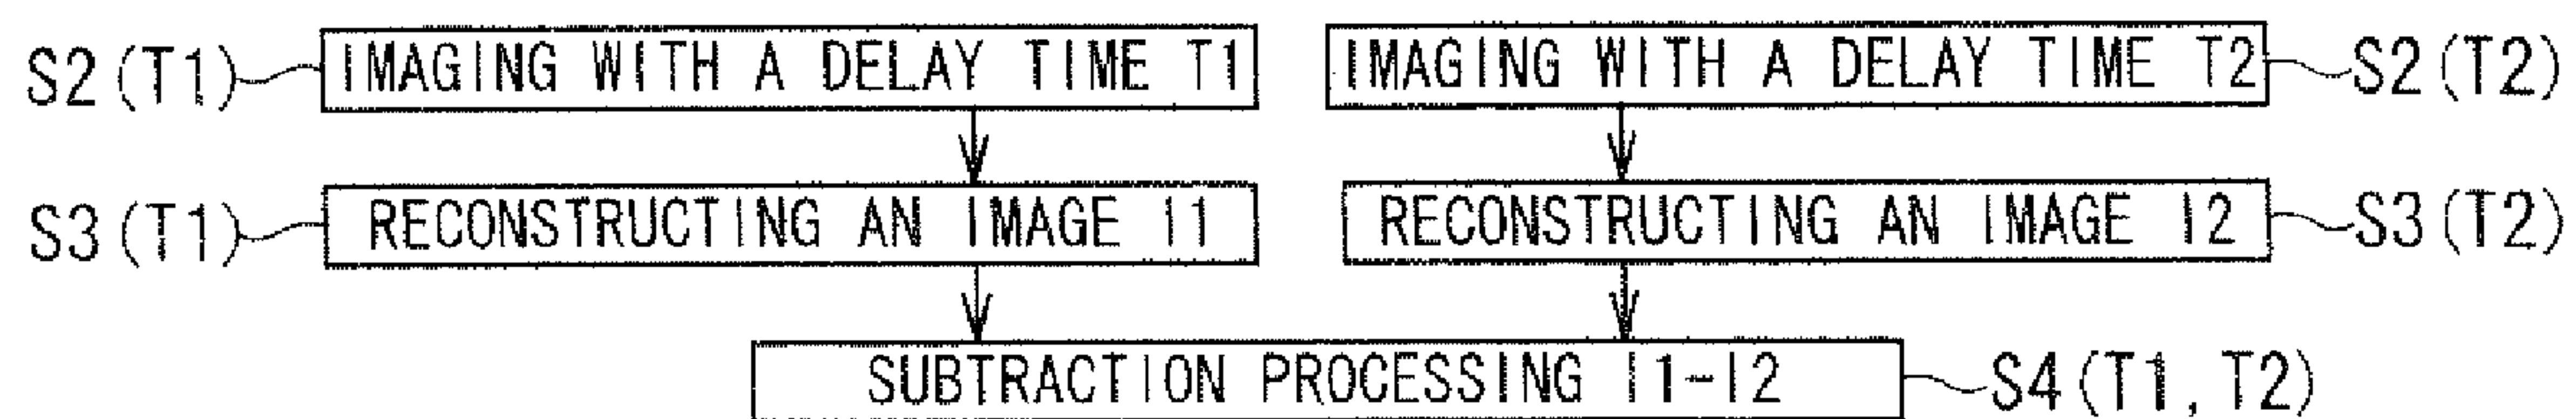 S2(T1) IMAGING WITH A DELAY TIME T1 IMAGING WITH A DELAY TIME T2 S2(T2)
S3(T1) RECONSTRUCTING AN IMAGE I1 RECONSTRUCTING AN IMAGE I2 S3(T2)
SUBTRACTION PROCESSING I1-I2 S4(T1,T2)